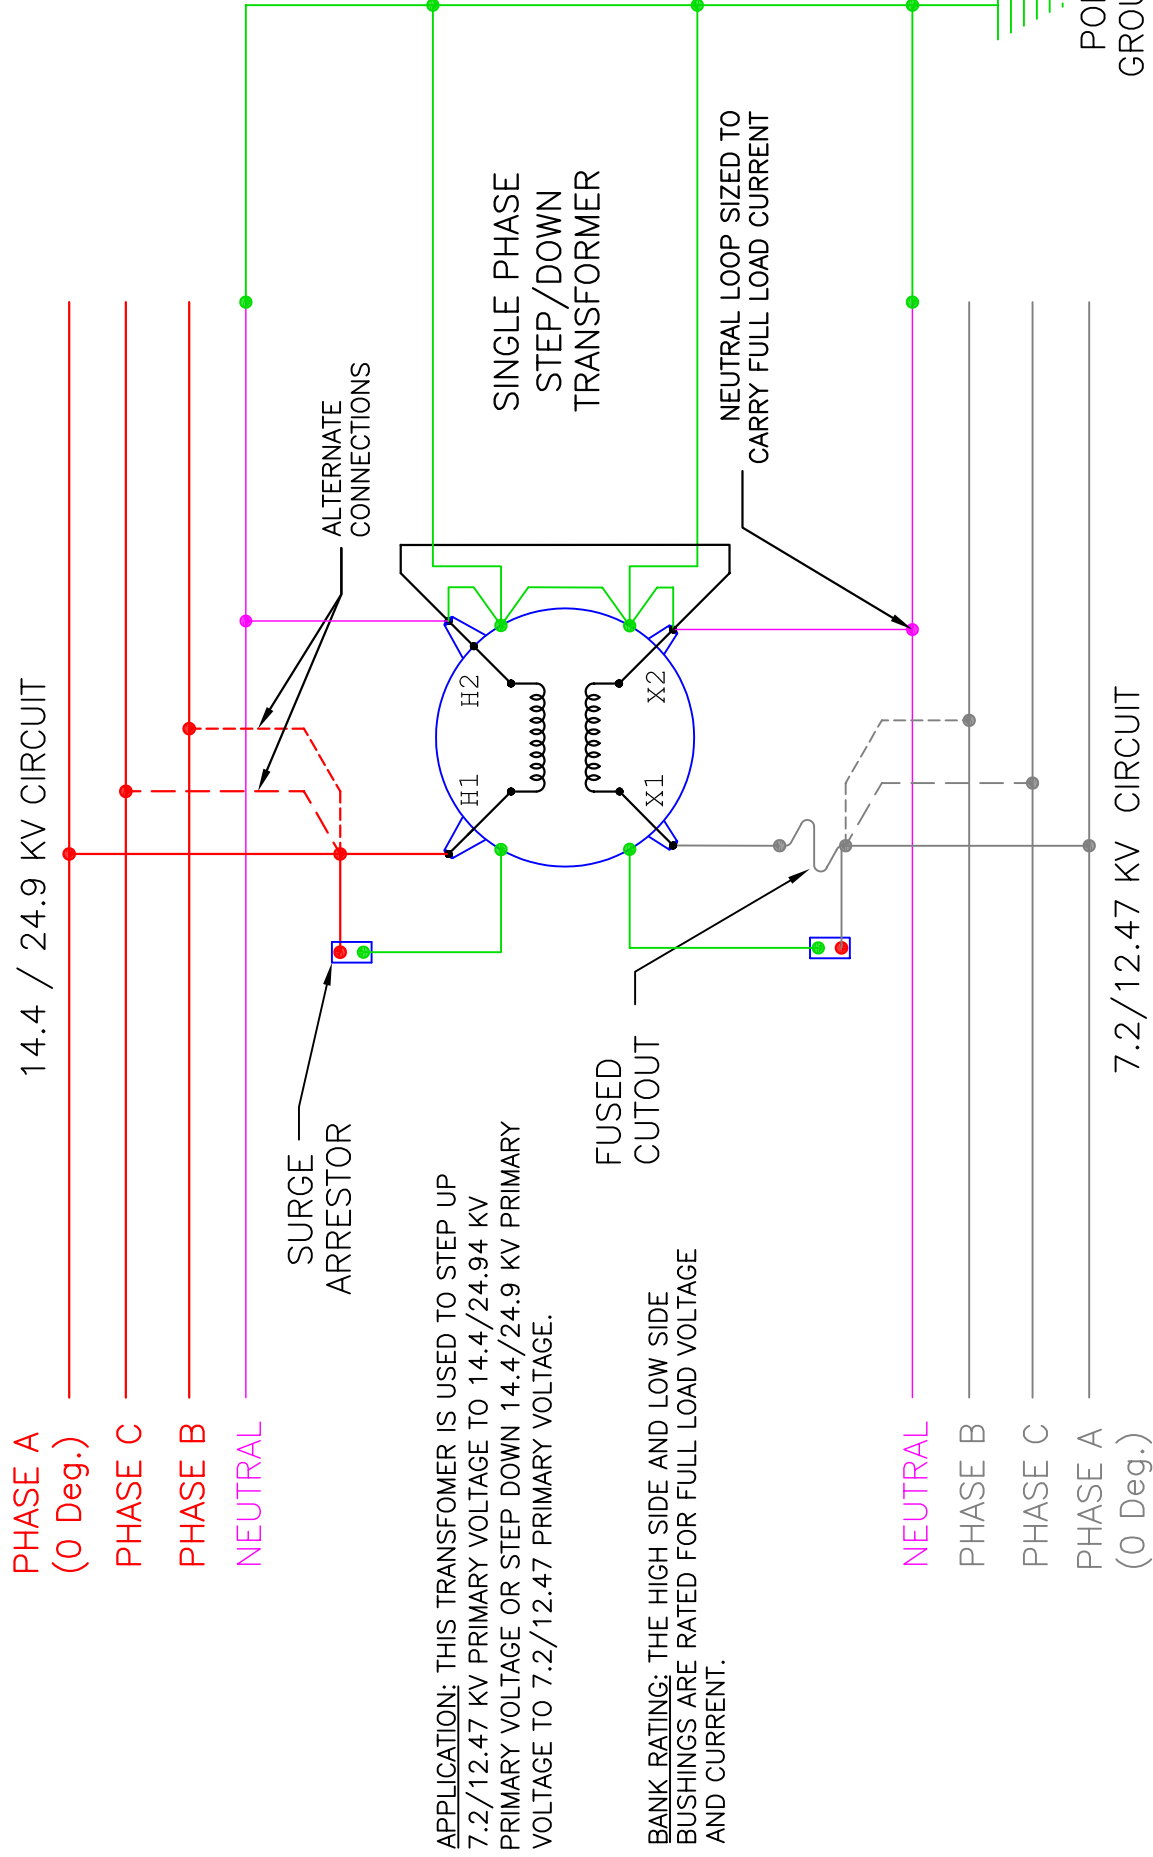 14.4 / 24.9 KV CIRCUIT
PHASE A
(0 Deg.)
PHASE C
PHASE B
NEUTRAL
ALTERNATE
CONNECTIONS
SURGE
ARRESTOR
APPLICATION: THIS TRANSFOMER IS USED TO STEP UP
7.2/12.47 KV PRIMARY VOLTAGE TO 14.4/24.94 KV
PRIMARY VOLTAGE OR STEP DOWN 14.4/24.9 KV PRIMARY
VOLTAGE TO 7.2/12.47 PRIMARY VOLTAGE.
H1
H2
SINGLE PHASE
STEP/DOWN
TRANSFORMER
X1
X2
FUSED
CUTOUT
BANK RATING: THE HIGH SIDE AND LOW SIDE
BUSHINGS ARE RATED FOR FULL LOAD VOLTAGE
AND CURRENT.
NEUTRAL LOOP SIZED TO
CARRY FULL LOAD CURRENT
NEUTRAL
PHASE B
PHASE C
PHASE A
(0 Deg.)
7.2/12.47 KV CIRCUIT